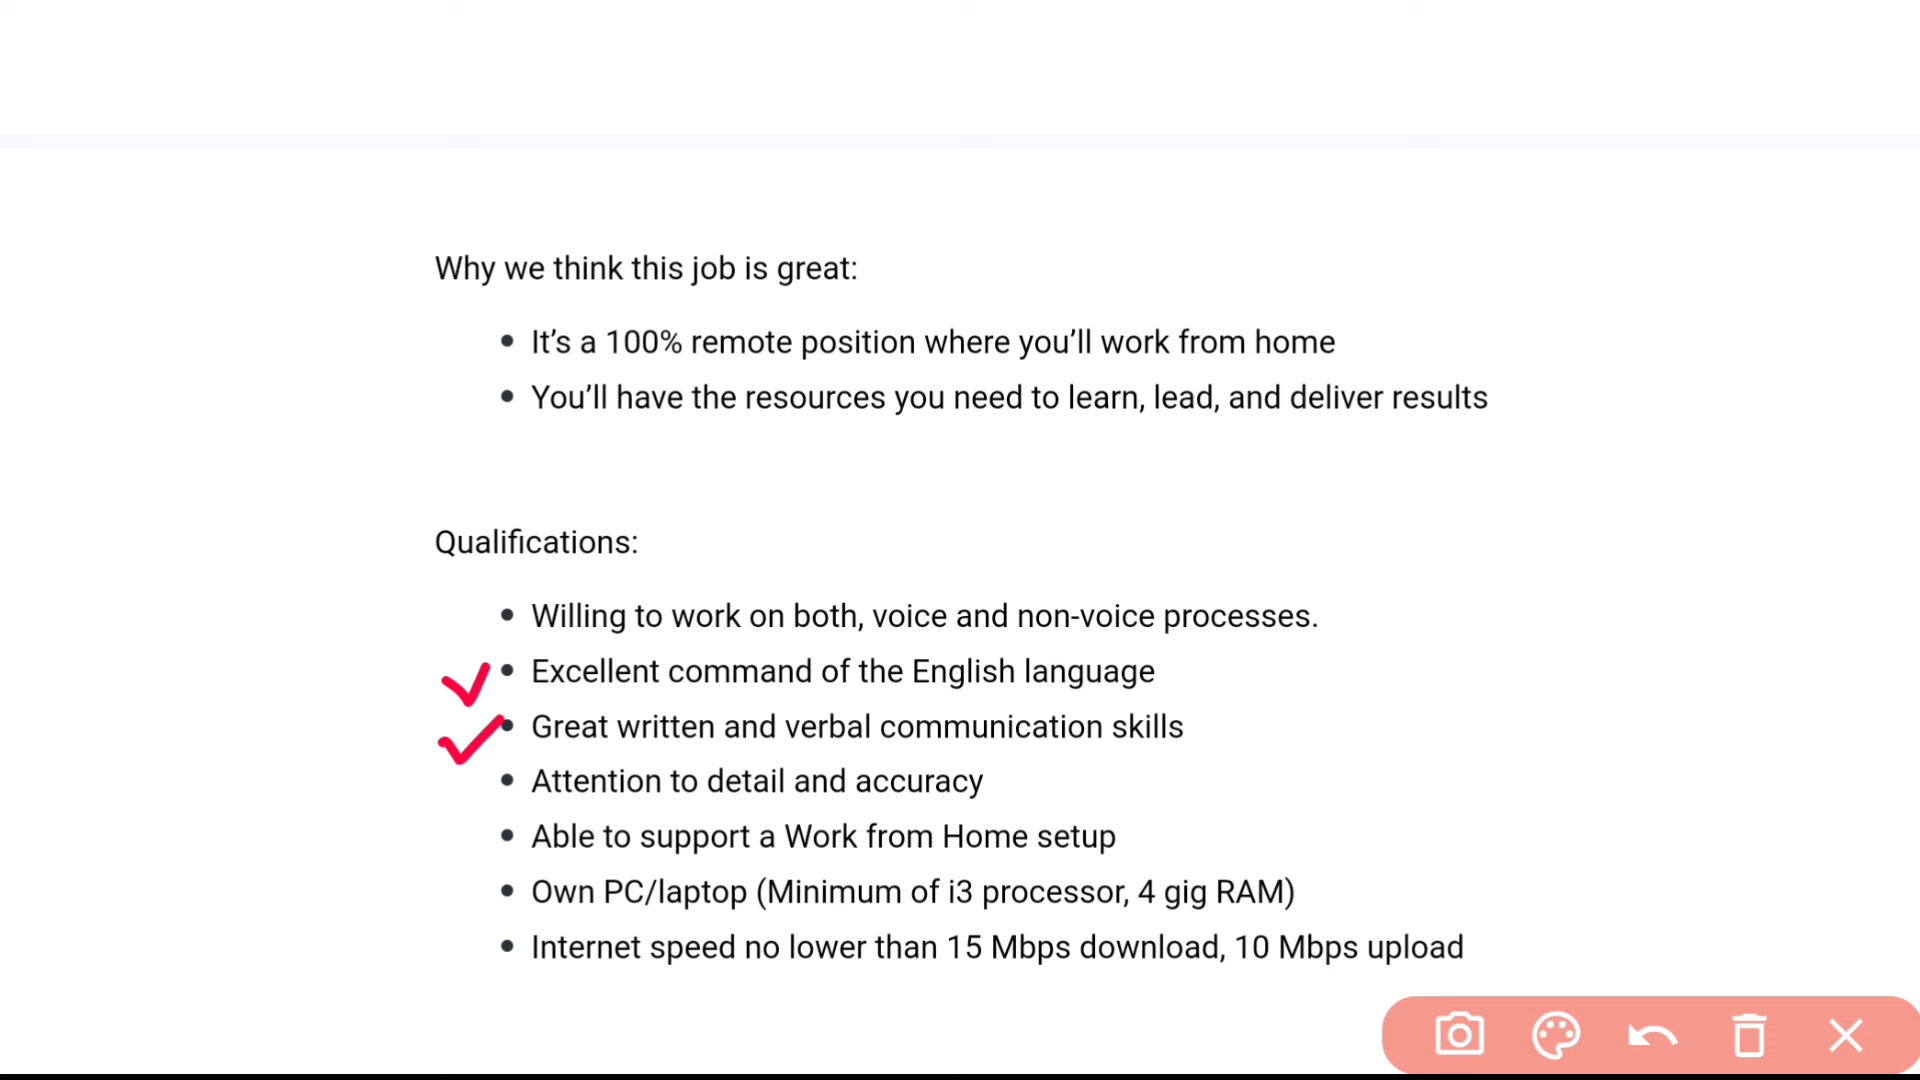 Why we think this job is great:
It’s a 100% remote position where you’ll work from home
You’ll have the resources you need to learn, lead, and deliver results
Qualifications:
Willing to work on both, voice and non-voice processes.
Excellent command of the English language
Great written and verbal communication skills
Attention to detail and accuracy
Able to support a Work from Home setup
Own PC/laptop (Minimum of i3 processor, 4 gig RAM)
Internet speed no lower than 15 Mbps download, 10 Mbps upload